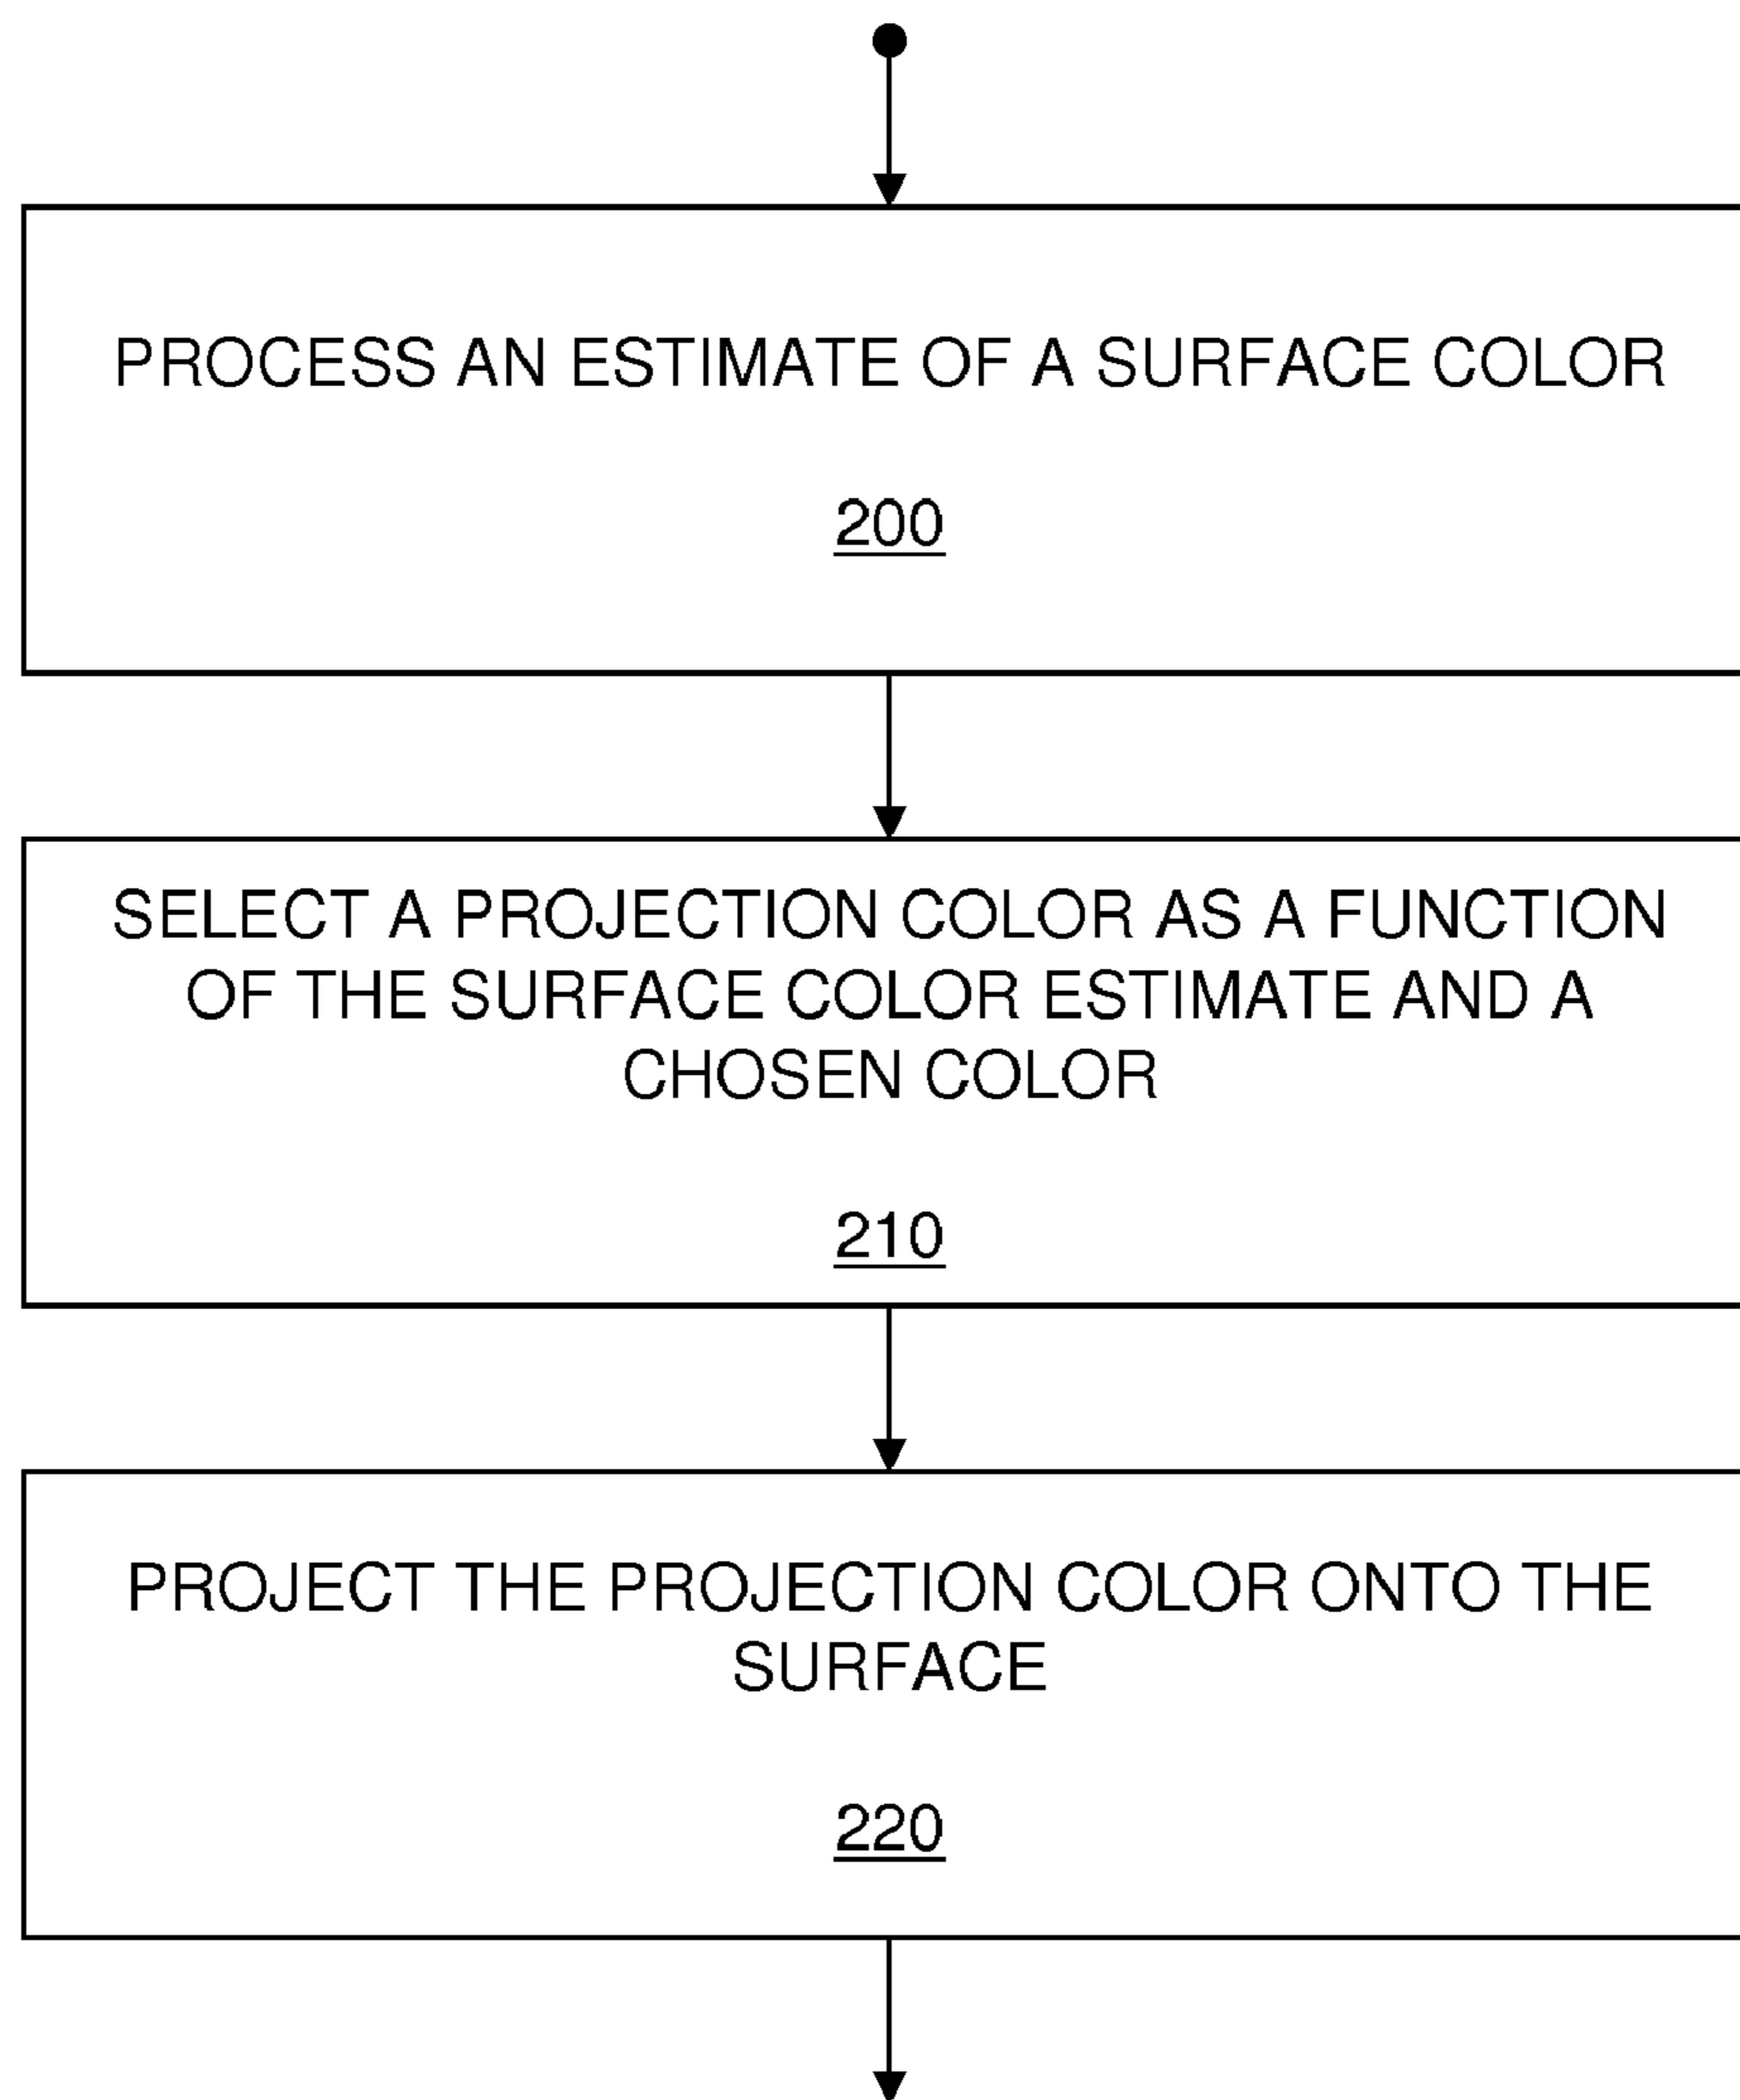 PROCESS AN ESTIMATE OF A SURFACE COLOR
200
SELECT A PROJECTION COLOR AS A FUNCTION
OF THE SURFACE COLOR ESTIMATE AND A
CHOSEN COLOR
210
PROJECT THE PROJECTION COLOR ONTO THE
SURFACE
220